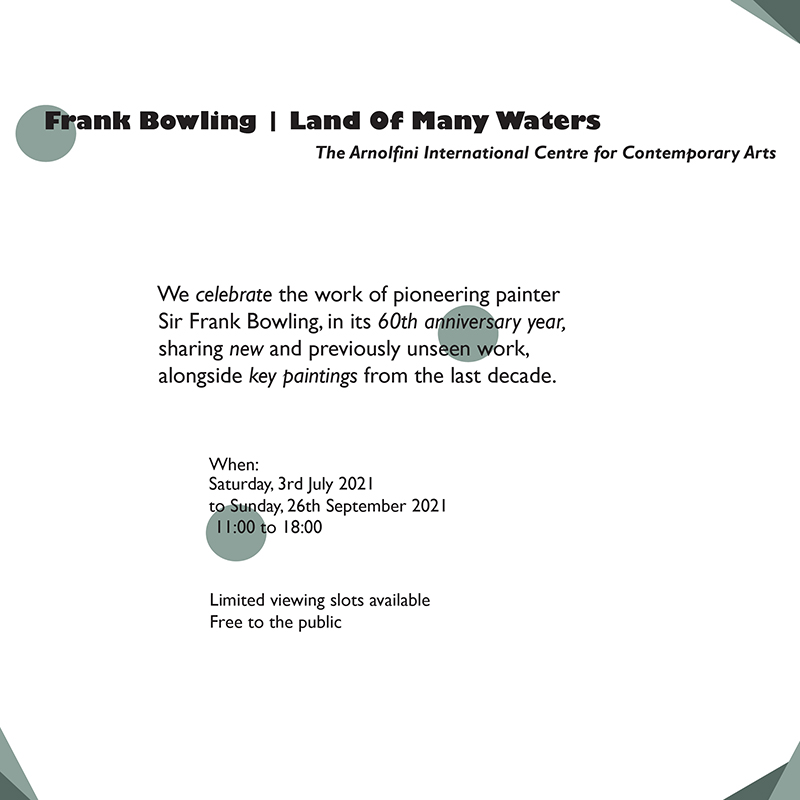 Frank Bowling | Land Of Many Waters
The Arnolfini International Centre for Contemporary Arts
We celebrate the work of pioneering painter
Sir Frank Bowling, in its 60th anniversary year,
sharing new and previously unseen work,
alongside key paintings from the last decade.
When:
Saturday, 3rd July 2021
to Sunday, 26th September 2021
11:00 to 18:00
Limited viewing slots available
Free to the public